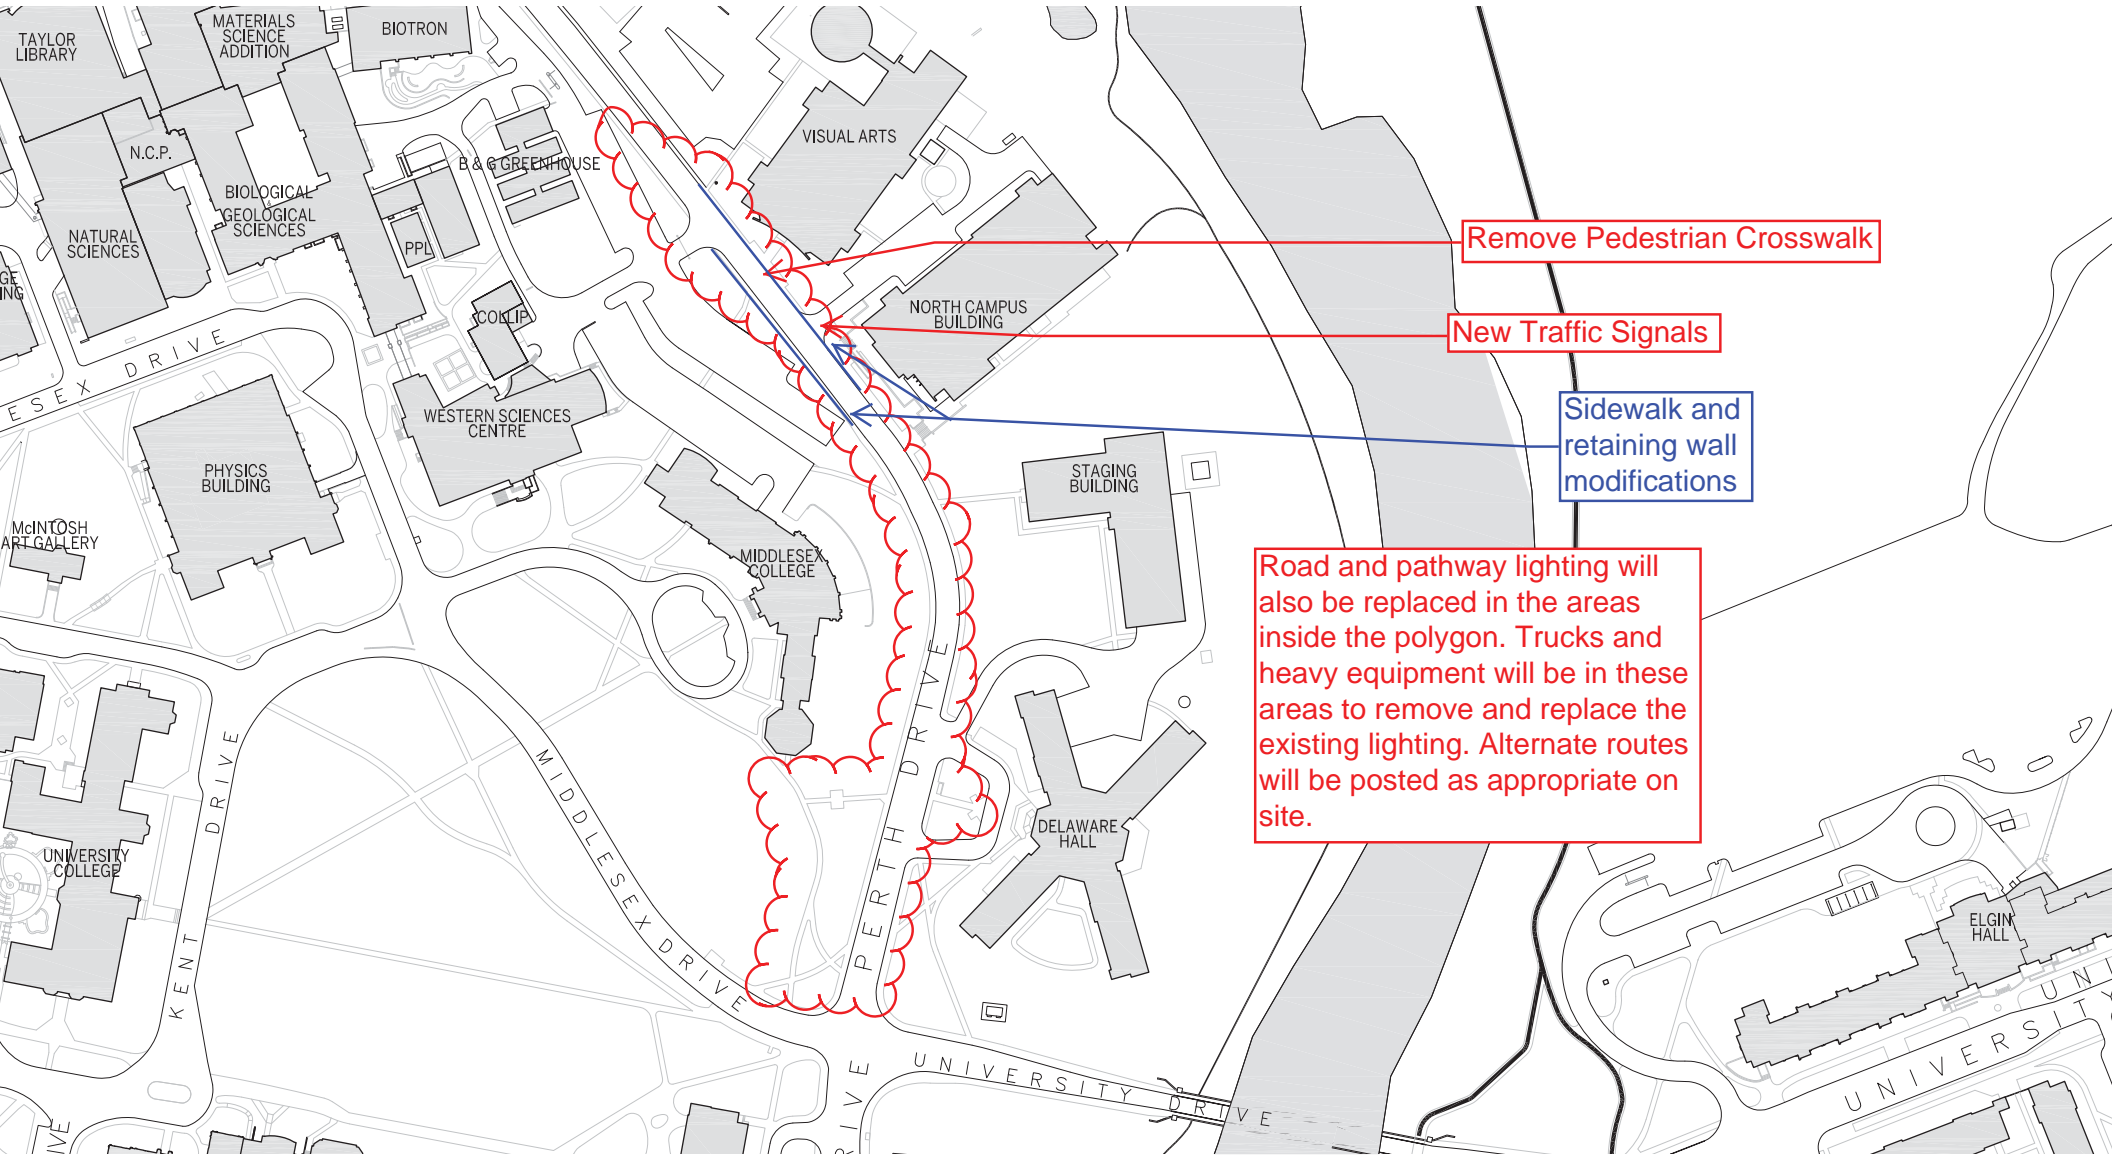 TAYLOR
LIBRARY
MATERIALS
SCIENCE
ADDITION
BIOTRON
VISUAL ARTS
N.C.P.
B & G GREENHOUSE
BIOLOGICAL
GEOLOGICAL
SCIENCES
NATURAL
SCIENCES
PPL
COLLIP
NORTH CAMPUS
BUILDING
Remove Pedestrian Crosswalk
New Traffic Signals
Sidewalk and
retaining wall
modifications
ESEX DRIVE
WESTERN SCIENCES
CENTRE
PHYSICS
BUILDING
STAGING
BUILDING
McINTOSH
ART GALLERY
MIDDLESEX
COLLEGE
Road and pathway lighting will
also be replaced in the areas
inside the polygon. Trucks and
heavy equipment will be in these
areas to remove and replace the
existing lighting. Alternate routes
will be posted as appropriate on
site.
PERTH DRIVE
MIDDLESEX DRIVE
KENT DRIVE
UNIVERSITY
COLLEGE
DELAWARE
HALL
ELGIN
HALL
UNIVERSITY DRIVE
UNIVERSITY
UNI
IVE
RIVE